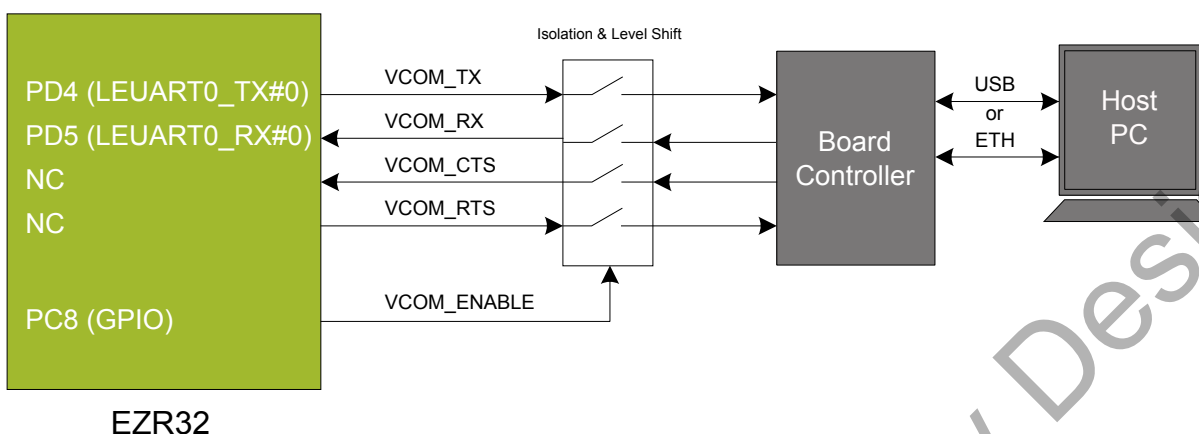 Isolation & Level Shift
PD4 (LEUART0_TX#0)
VCOM_TX
PD5 (LEUART0_RX#0)
VCOM_RX
NC
VCOM_CTS
NC
VCOM_RTS
PC8 (GPIO)
VCOM_ENABLE
Board
Controller
USB
or
ETH
Host
PC
EZR32